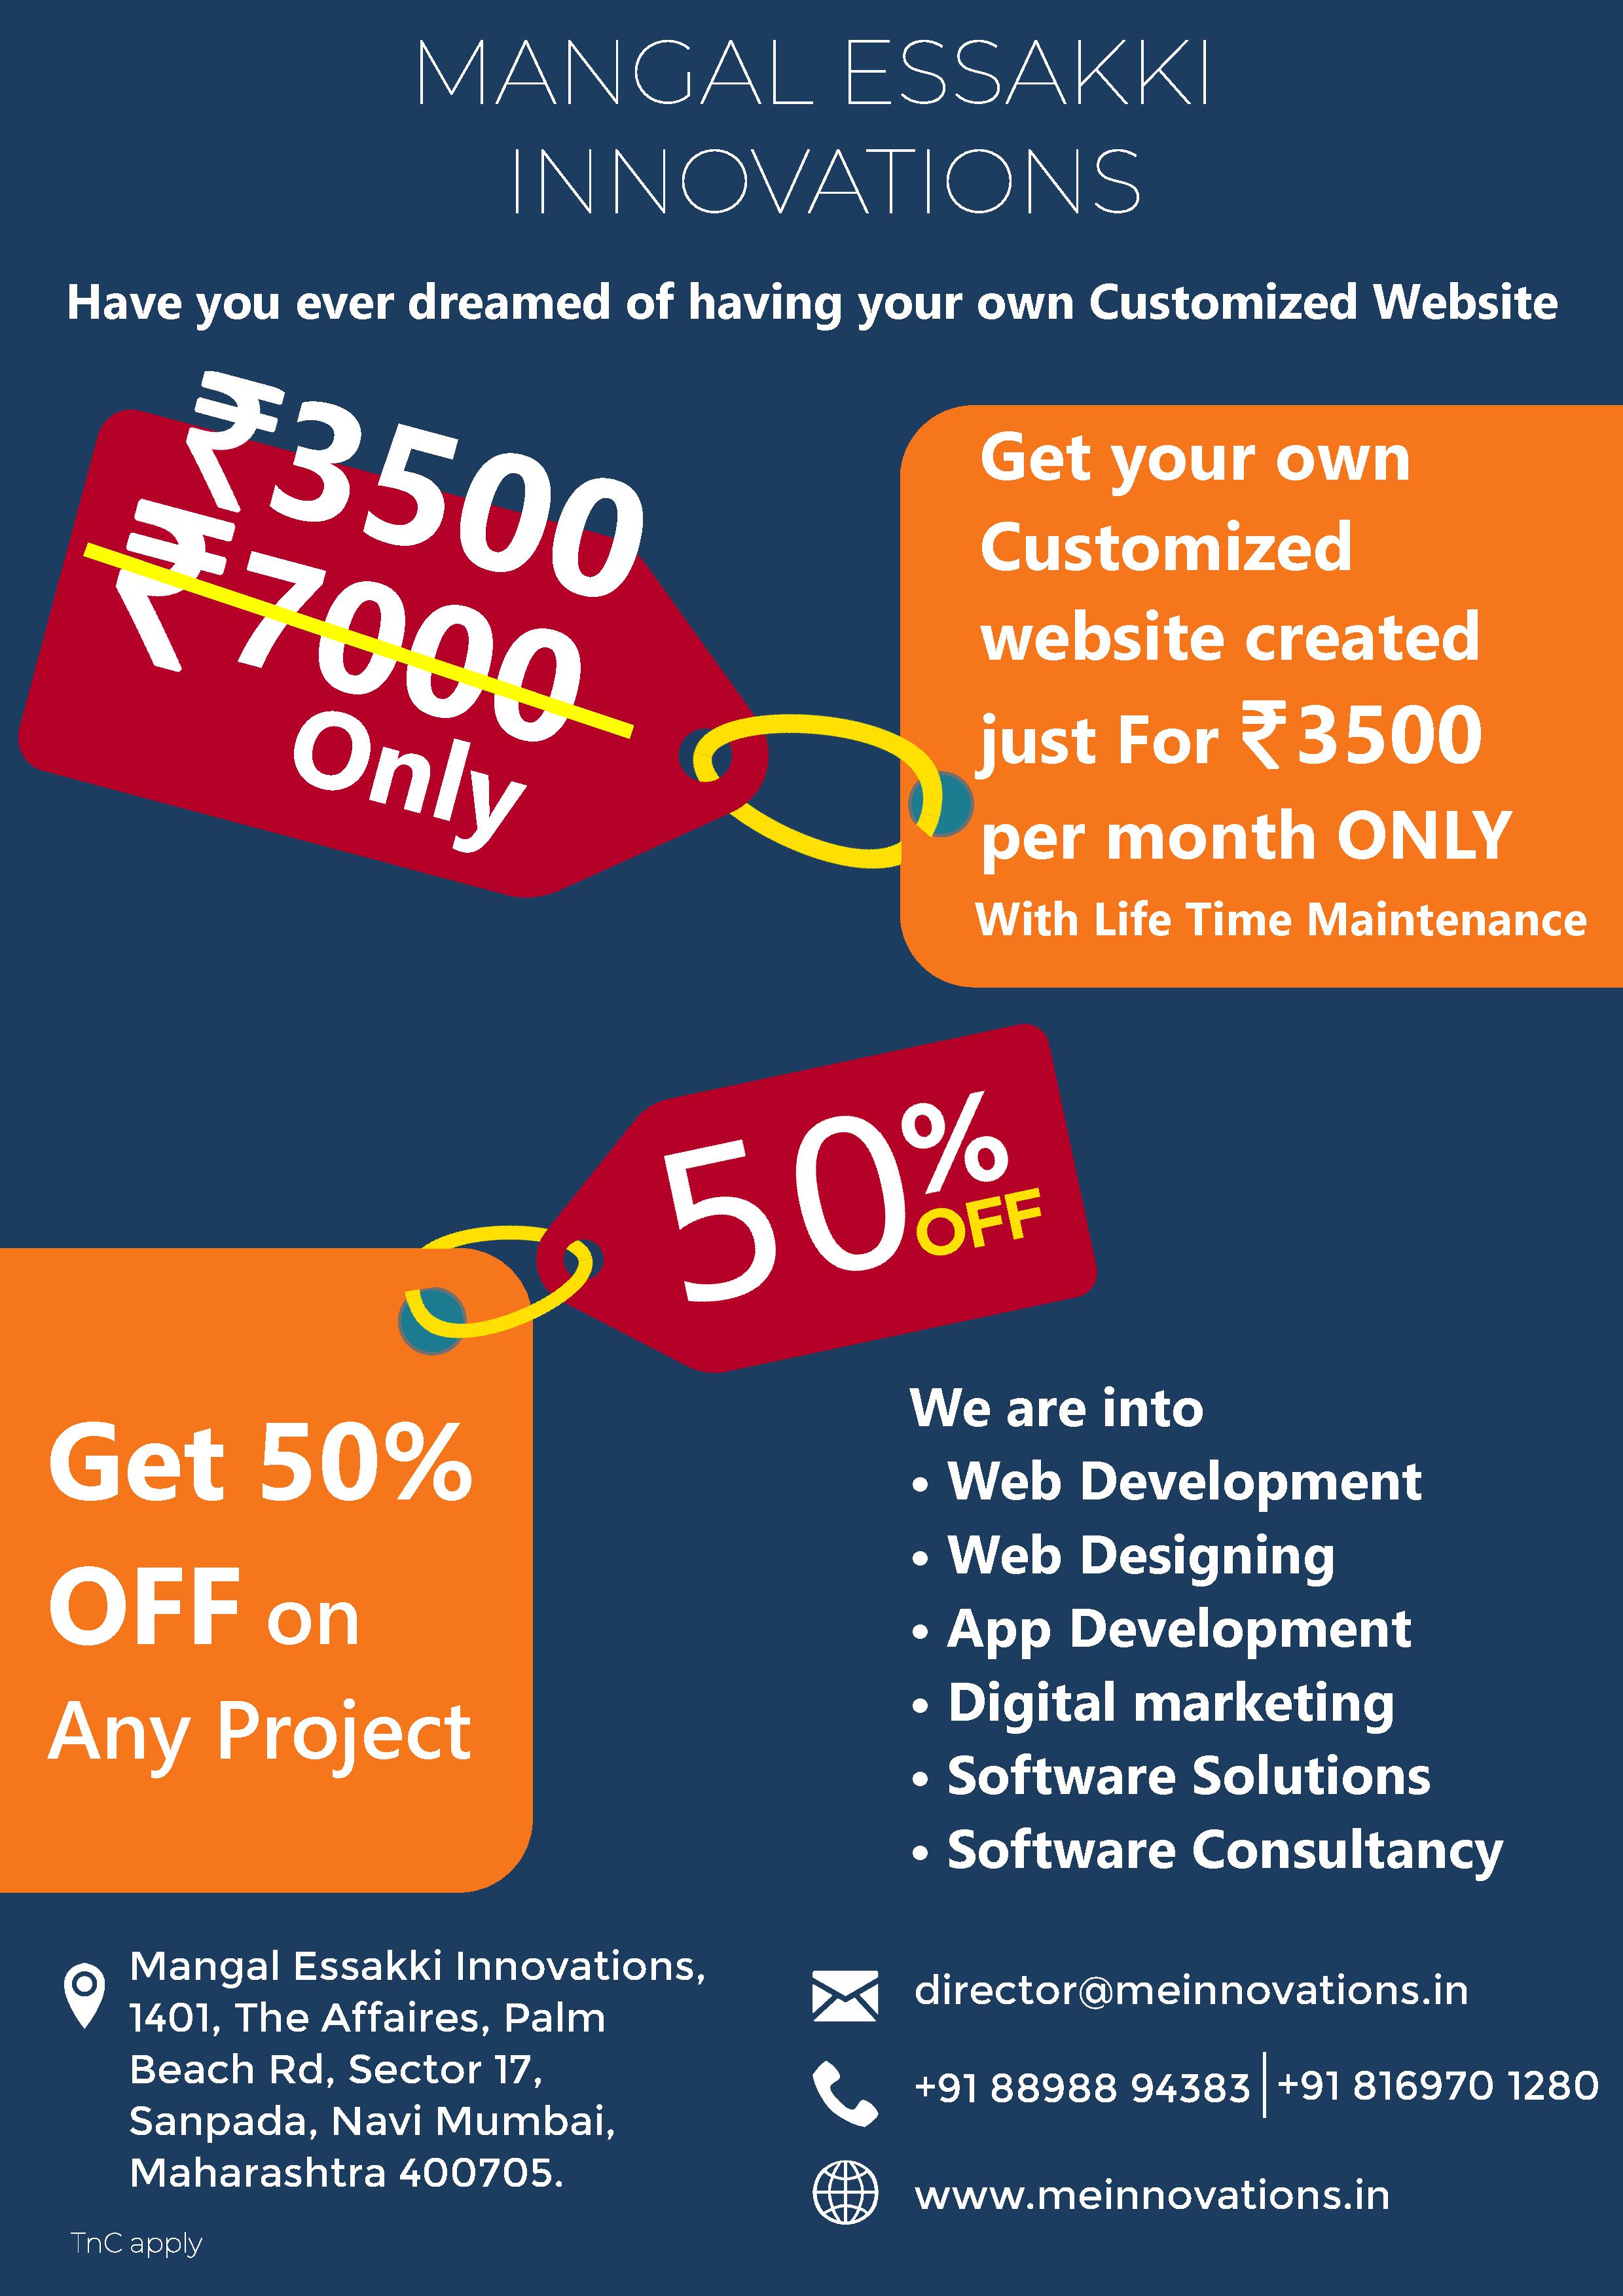 MANGAL ESSAKKI
INNOVATIONS
Have you ever dreamed of having your own Customized Website
₹3500
₹7000
Only
Get your own
Customized
website created
just For ₹3500
per month ONLY
With Life Time Maintenance
50%
OFF
Get 50%
OFF on
Any Project
We are into
• Web Development
• Web Designing
• App Development
• Digital marketing
• Software Solutions
• Software Consultancy
Mangal Essakki Innovations,
1401, The Affaires, Palm
Beach Rd, Sector 17,
Sanpada, Navi Mumbai,
Maharashtra 400705.
director@meinnovations.in
+91 88988 94383 | +91 816970 1280
www.meinnovations.in
TnC apply